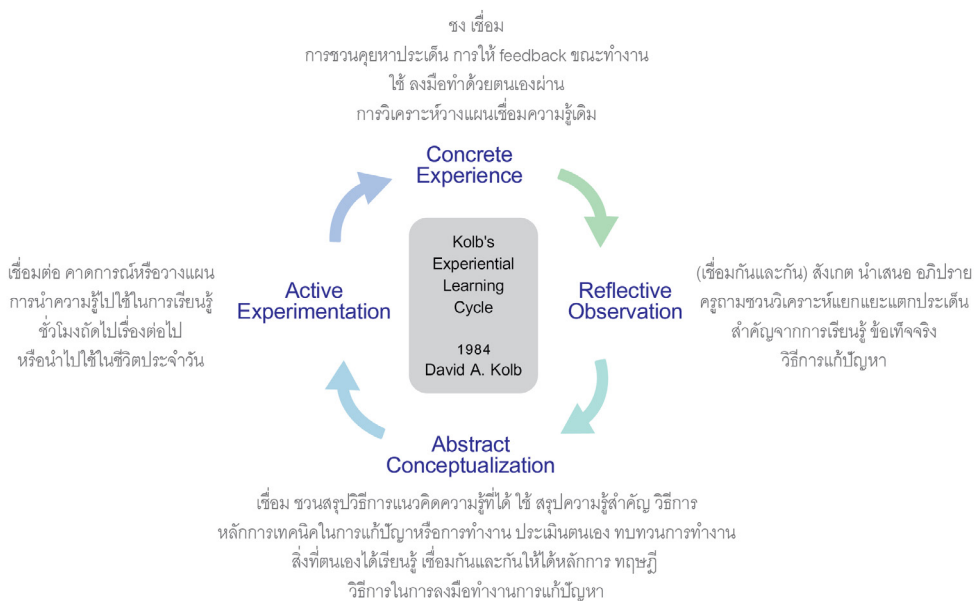 ชง เชื่อม
การชวนคุยหาประเด็น การให้ feedback ขณะทำงาน
ใช้ ลงมือทำด้วยตนเองผ่าน
การวิเคราะห์วางแผนเชื่อมความรู้เดิม
Concrete
Experience
Kolb's
Experiential
Learning
Cycle
1984
David A. Kolb
(เชื่อมกันและกัน) สังเกต นำเสนอ อภิปราย
ครูถามชวนวิเคราะห์แยกแยะแตกประเด็น
สำคัญจากการเรียนรู้ ข้อเท็จจริง
วิธีการแก้ปัญหา
Reflective
Observation
Abstract
Conceptualization
เชื่อม ชวนสรุปวิธีการแนวคิดความรู้ที่ได้ ใช้ สรุปความรู้สำคัญ วิธีการ
หลักการเทคนิคในการแก้ปัญาหรือการทำงาน ประเมินตนเอง ทบทวนการทำงาน
สิ่งที่ตนเองได้เรียนรู้ เชื่อมกันและกันให้ได้หลักการ ทฤษฎี
วิธีการในการลงมือทำงานการแก้ปัญหา
Active
Experimentation
เชื่อมต่อ คาดการณ์หรือวางแผน
การนำความรู้ไปใช้ในการเรียนรู้
ชั่วโมงถัดไปเรื่องต่อไป
หรือนำไปใช้ในชีวิตประจำวัน